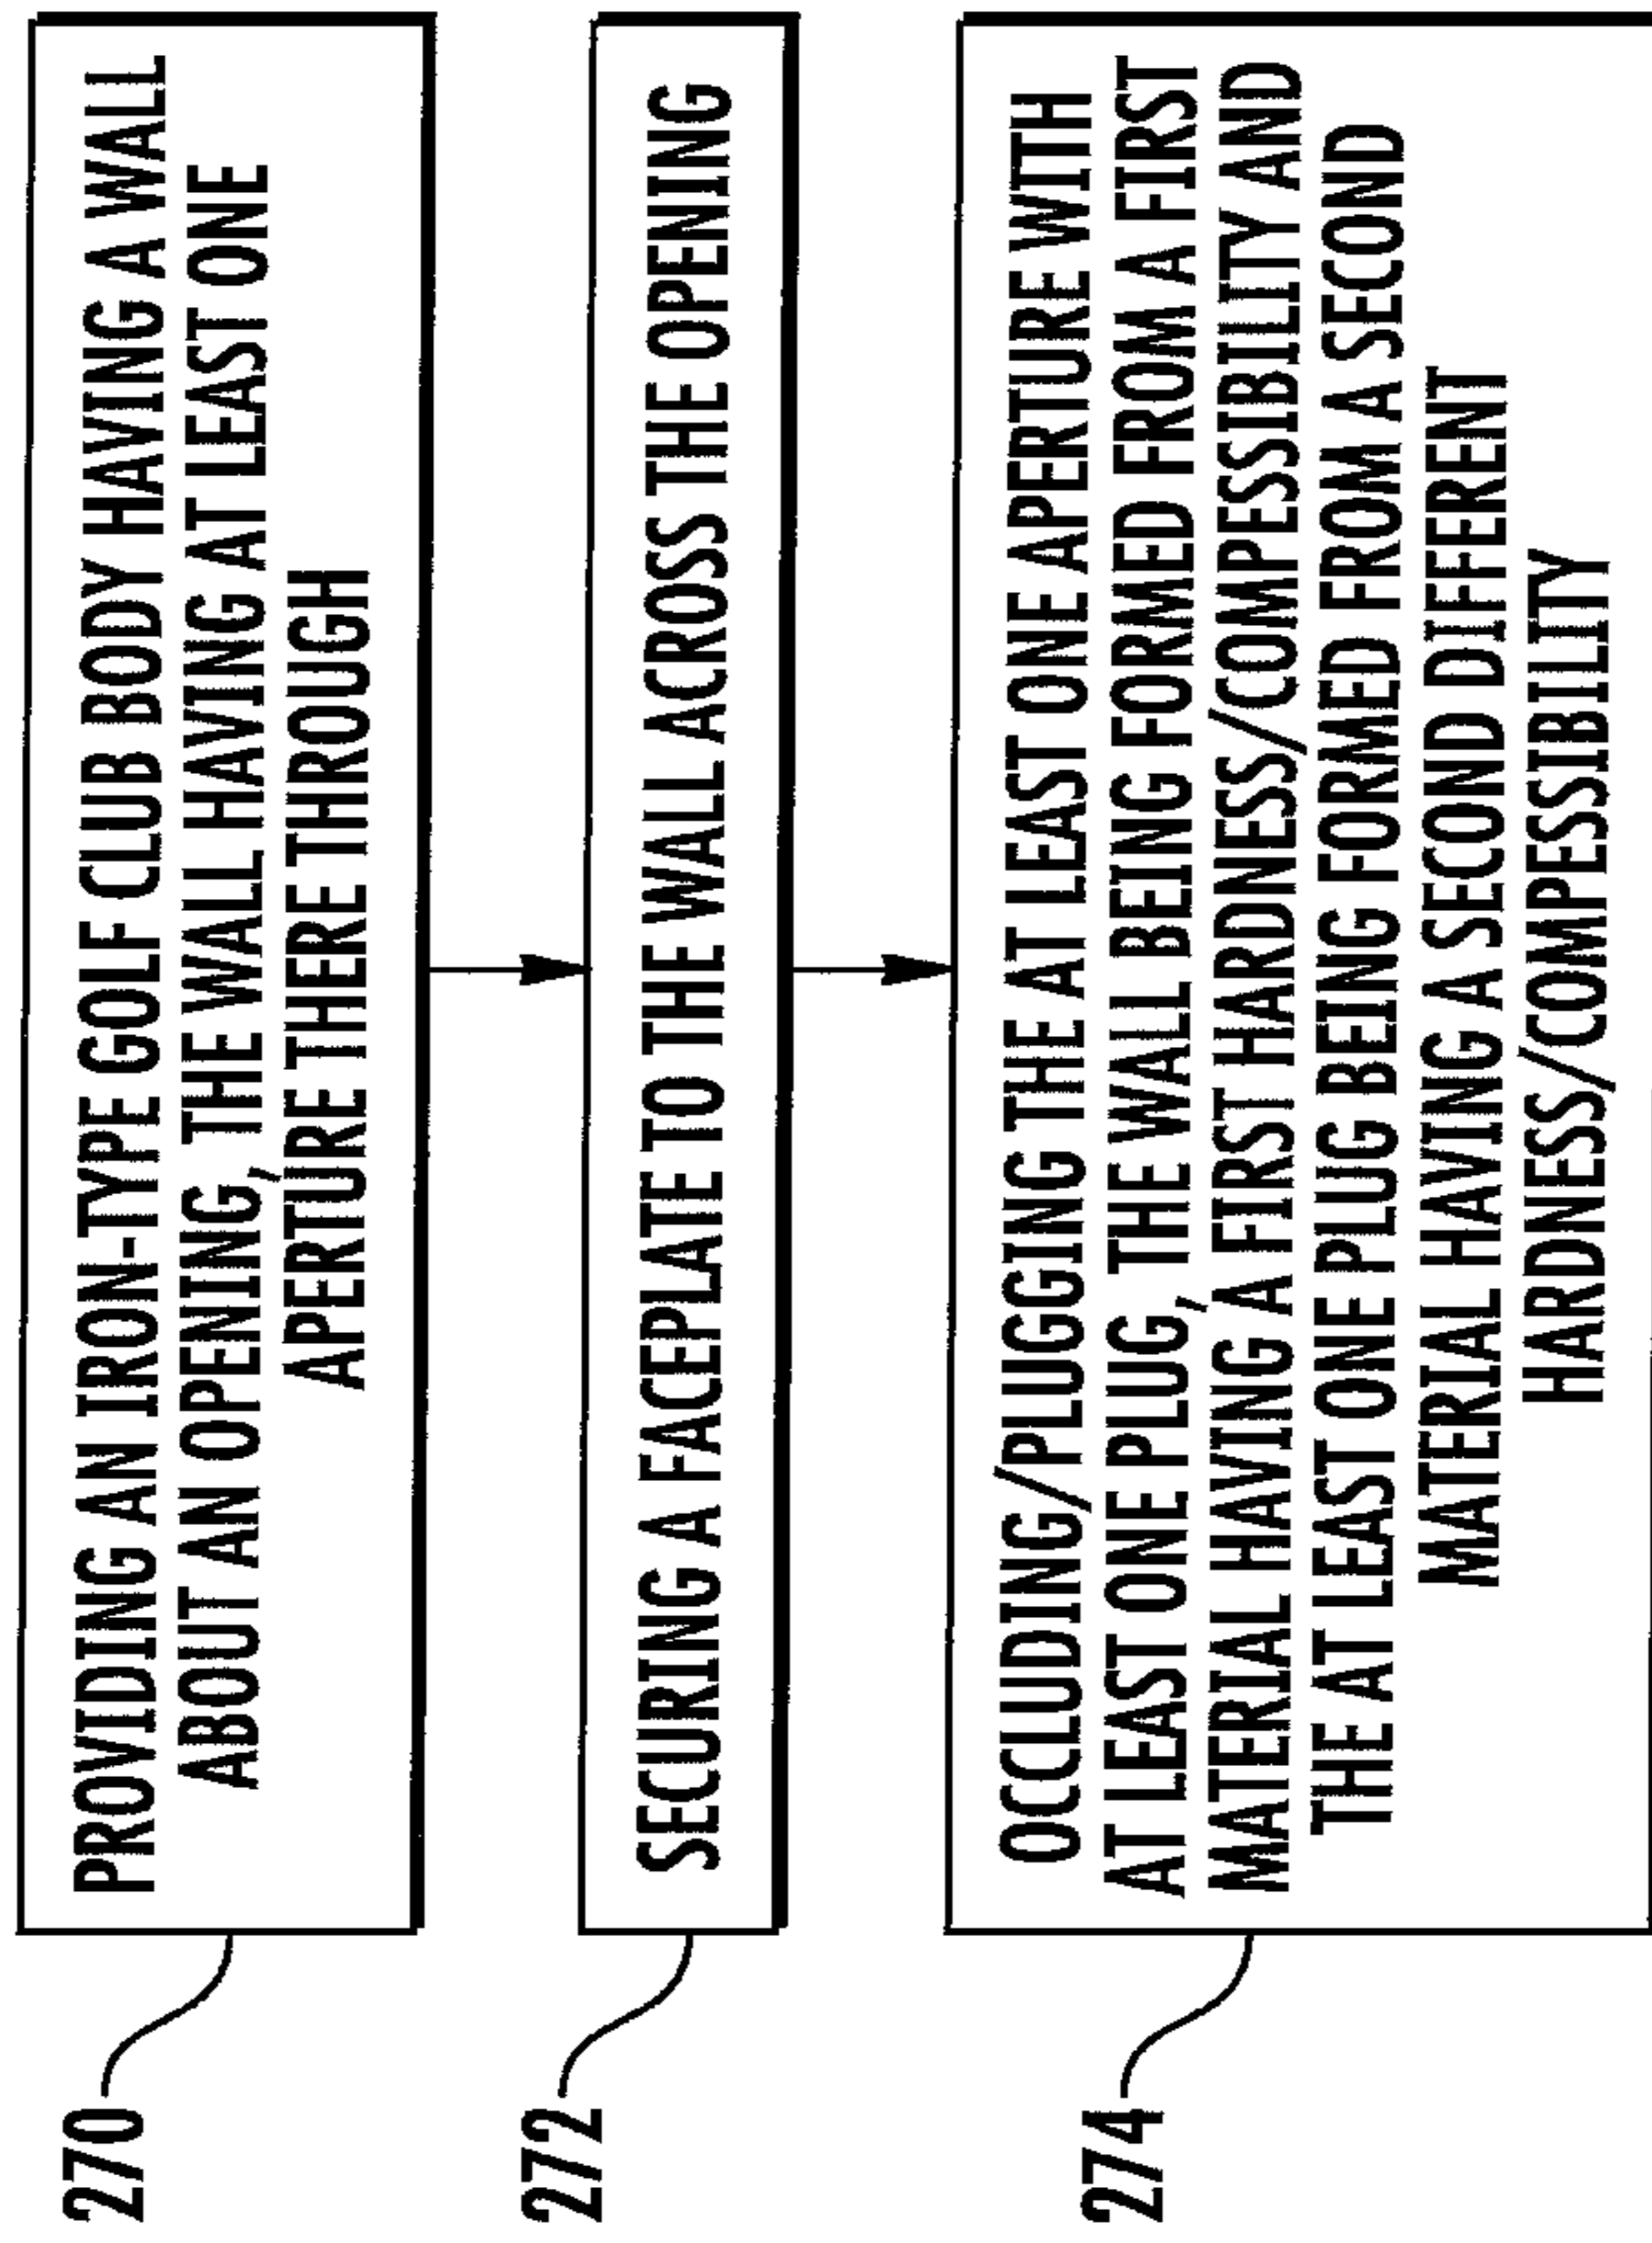 270
PROVIDING AN IRON-TYPE GOLF CLUB BODY HAVING A WALL
ABOUT AN OPENING, THE WALL HAVING AT LEAST ONE
APERTURE THERE THROUGH
272
SECURING A FACEPLATE TO THE WALL ACROSS THE OPENING
274
OCCLUDING/PLUGGING THE AT LEAST ONE APERTURE WITH
AT LEAST ONE PLUG, THE WALL BEING FORMED FROM A FIRST
MATERIAL HAVING A FIRST HARDNESS/COMPESSIBILITY AND
THE AT LEAST ONE PLUG BEING FORMED FROM A SECOND
MATERIAL HAVING A SECOND DIFFERENT
HARDNESS/COMPESSIBILITY